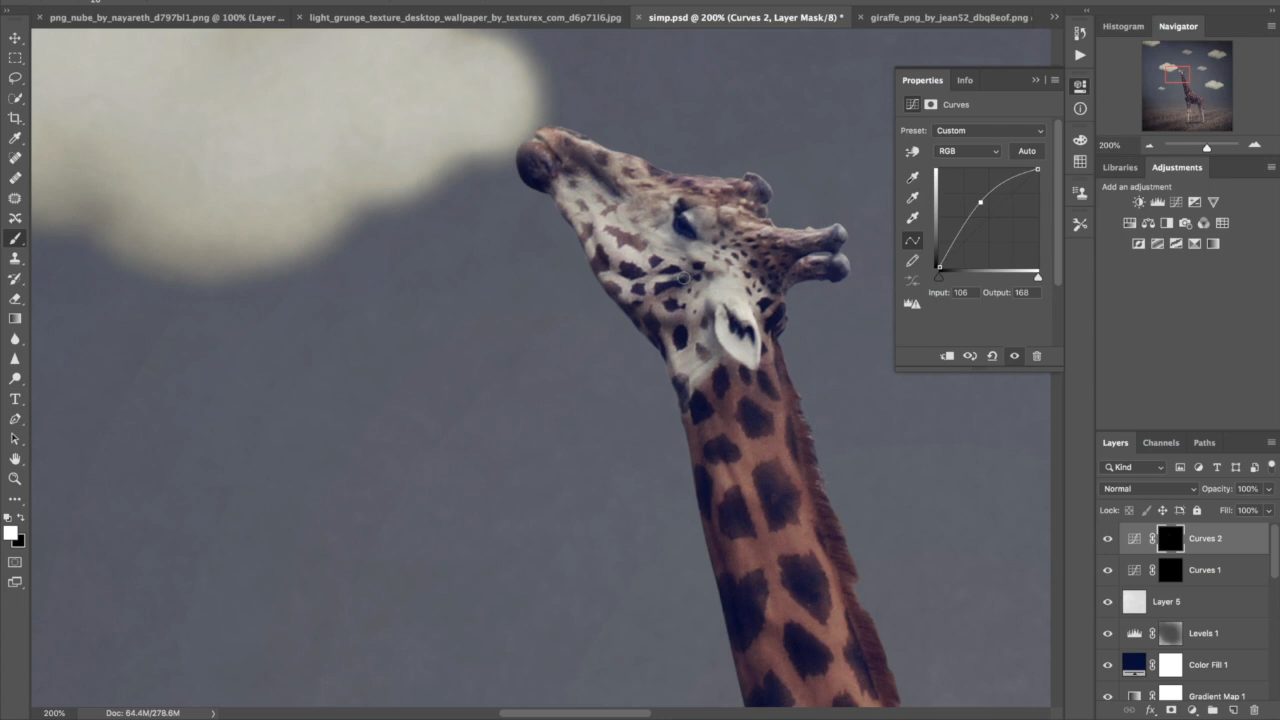 png_nube_by_nayareth_d797bl1.png @ 100% (Layer ...
light_grunge_texture_desktop_wallpaper_by_texturex_com_d6p71l6.jpg
simp.psd @ 200% (Curves 2, Layer Mask/8) *
giraffe_png_by_jean52_dbq8eof.png
Properties
Info
Curves
Preset: Custom
RGB
Auto
Input: 106 Output: 168
Histogram
Navigator
200%
Libraries
Adjustments
Add an adjustment
Layers
Channels
Paths
Kind
Normal
Opacity: 100%
Lock:
Fill: 100%
Curves 2
Curves 1
Layer 5
Levels 1
Color Fill 1
Gradient Map 1
200%
Doc: 64.4M/278.6M